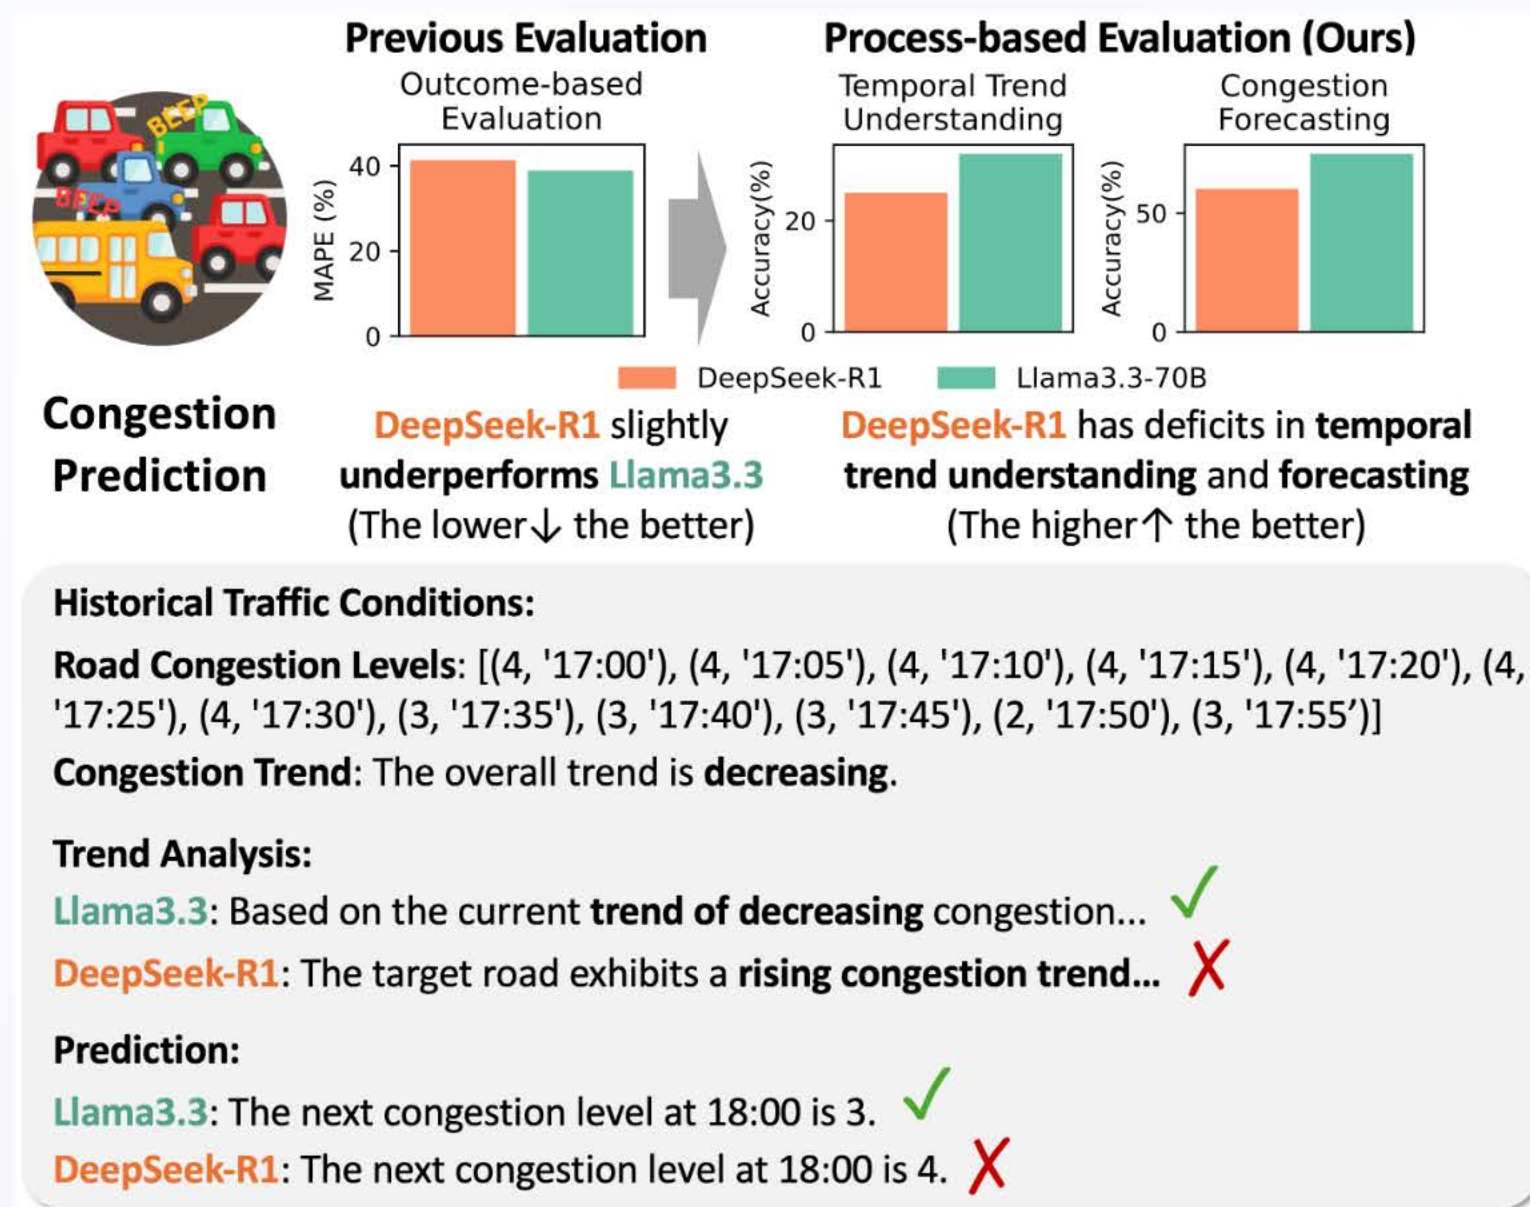 Previous Evaluation
Process-based Evaluation (Ours)
Outcome-based
Evaluation
Temporal Trend
Understanding
Congestion
Forecasting
BEEP
BEEP
MAPE (%)
40
20
0
Accuracy(%)
20
0
Accuracy(%)
50
0
DeepSeek-R1
Llama3.3-70B
Congestion
Prediction
DeepSeek-R1 slightly
underperforms Llama3.3
(The lower↓ the better)
DeepSeek-R1 has deficits in temporal
trend understanding and forecasting
(The higher↑ the better)
Historical Traffic Conditions:
Road Congestion Levels: [(4, '17:00'), (4, '17:05'), (4, '17:10'), (4, '17:15'), (4, '17:20'), (4,
'17:25'), (4, '17:30'), (3, '17:35'), (3, '17:40'), (3, '17:45'), (2, '17:50'), (3, '17:55’)]
Congestion Trend: The overall trend is decreasing.
Trend Analysis:
Llama3.3: Based on the current trend of decreasing congestion...
DeepSeek-R1: The target road exhibits a rising congestion trend...
Prediction:
Llama3.3: The next congestion level at 18:00 is 3.
DeepSeek-R1: The next congestion level at 18:00 is 4.